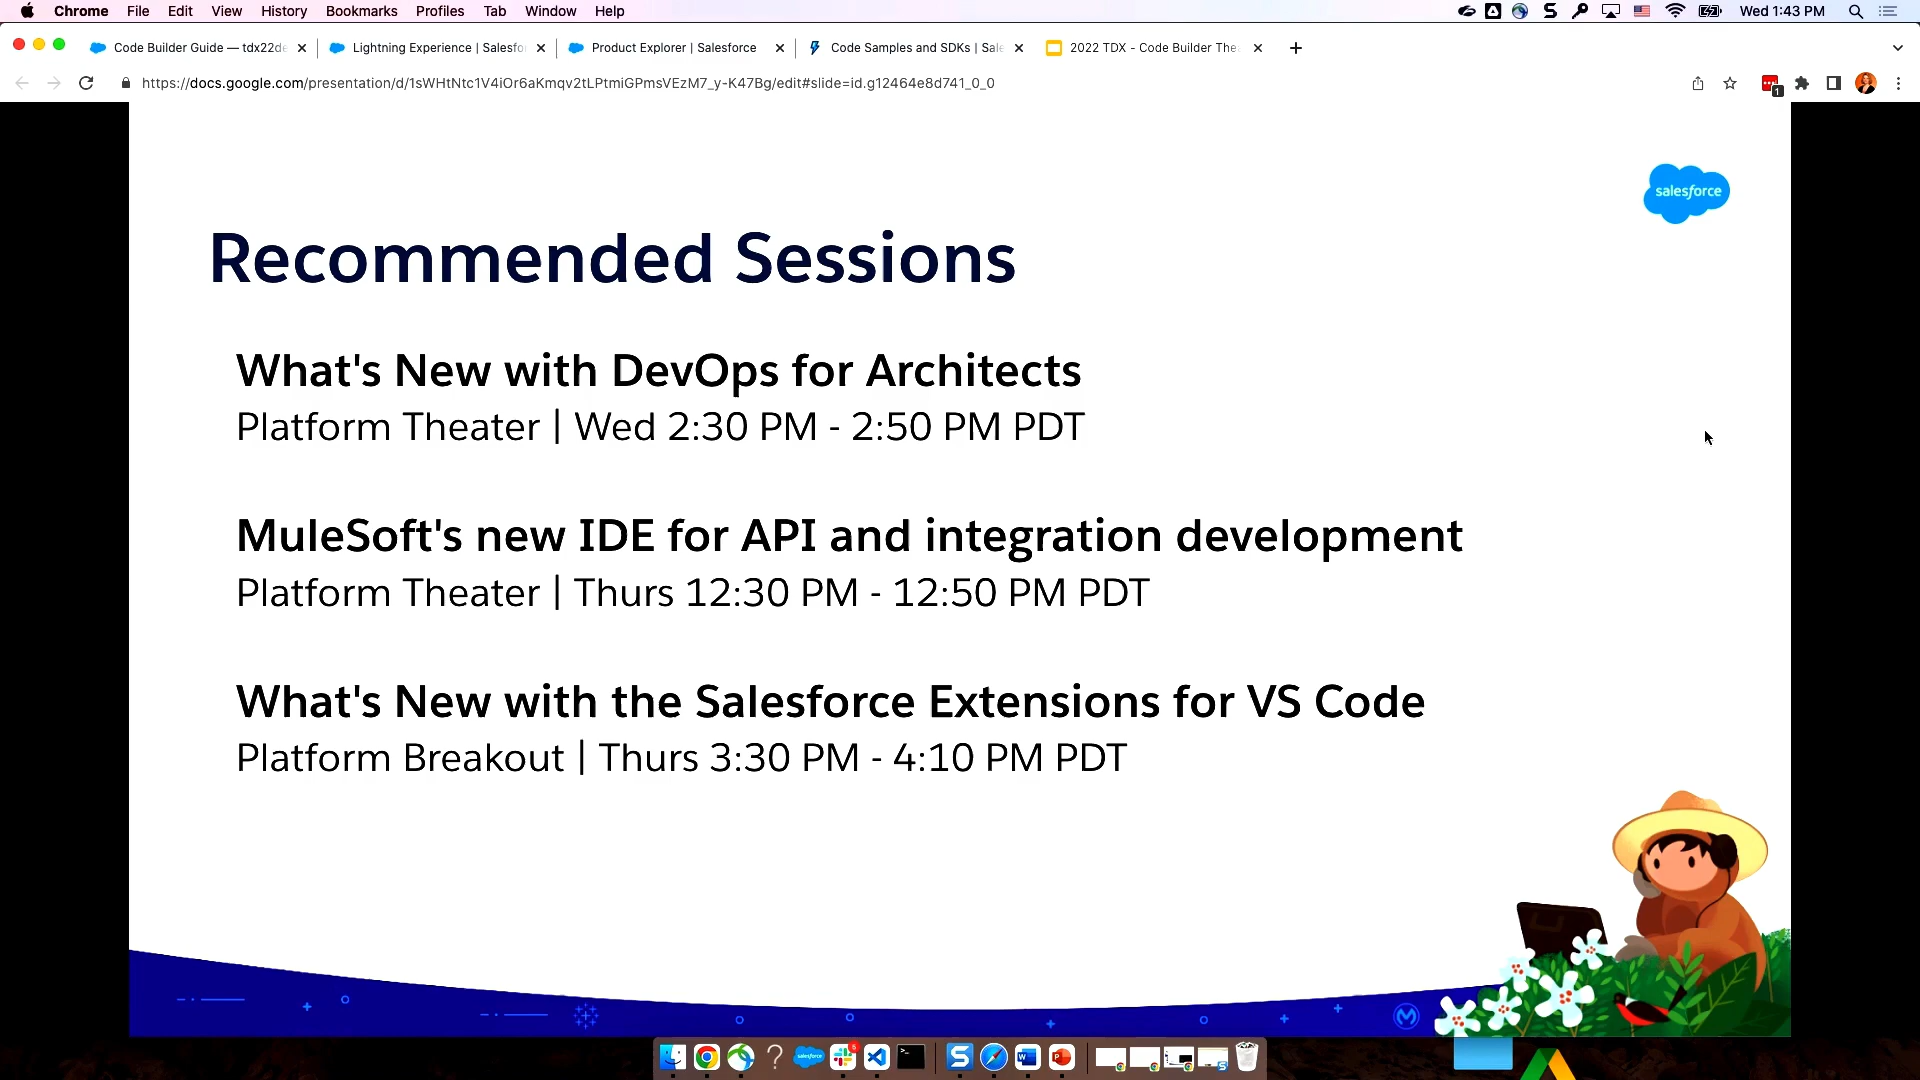 Chrome File Edit View History Bookmarks Profiles Tab Window Help
Wed 1:43 PM
Code Builder Guide — tdx22de
Lightning Experience | Salesfo
Product Explorer | Salesforce
Code Samples and SDKs | Sale
2022 TDX - Code Builder Thea
https://docs.google.com/presentation/d/1sWHtNtc1V4iOr6aKmqv2tLPtmiGPmsVEzM7_y-K47Bg/edit#slide=id.g12464e8d741_0_0
1
salesforce
Recommended Sessions
What's New with DevOps for Architects
Platform Theater | Wed 2:30 PM - 2:50 PM PDT
MuleSoft's new IDE for API and integration development
Platform Theater | Thurs 12:30 PM - 12:50 PM PDT
What's New with the Salesforce Extensions for VS Code
Platform Breakout | Thurs 3:30 PM - 4:10 PM PDT